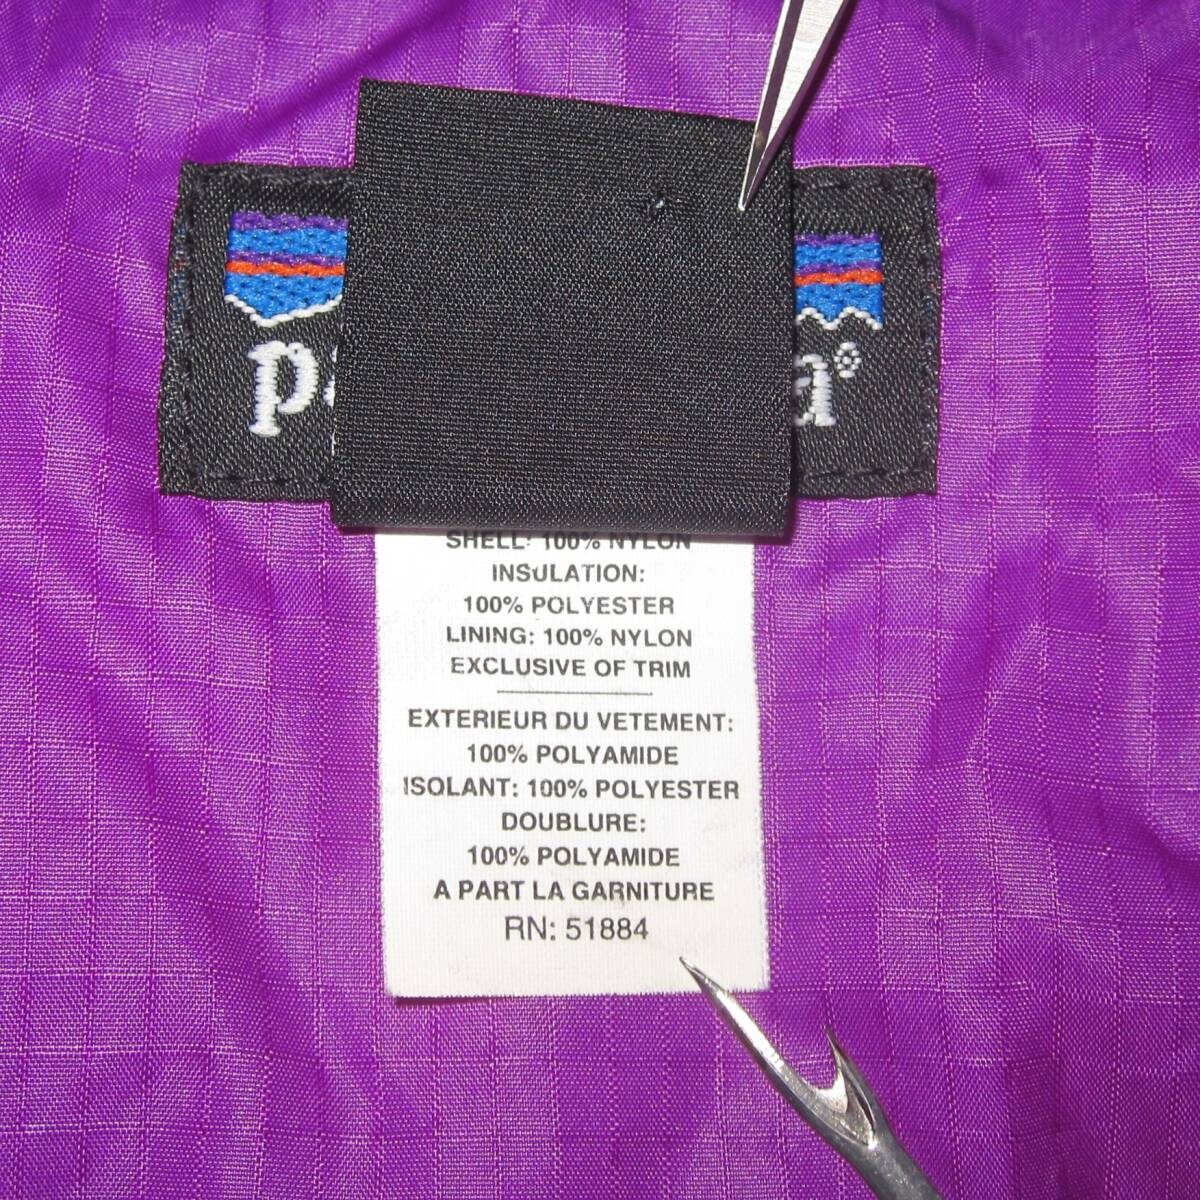 SHELL: 100% NYLON
INSULATION:
100% POLYESTER
LINING: 100% NYLON
EXCLUSIVE OF TRIM
EXTERIEUR DU VETEMENT:
100% POLYAMIDE
ISOLANT: 100% POLYESTER
DOUBLURE:
100% POLYAMIDE
A PART LA GARNITURE
RN: 51884